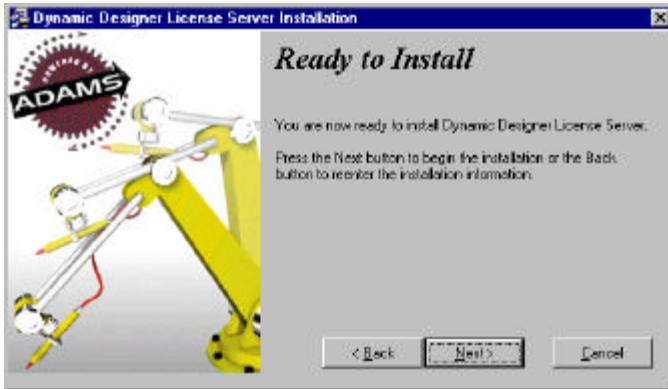 Dynamic Designer License Server Installation
POWERED BY
ADAMS
Ready to Install
You are now ready to install Dynamic Designer License Server.
Press the Next button to begin the installation or the Back
button to reenter the installation information.
< Back
Next >
Cancel